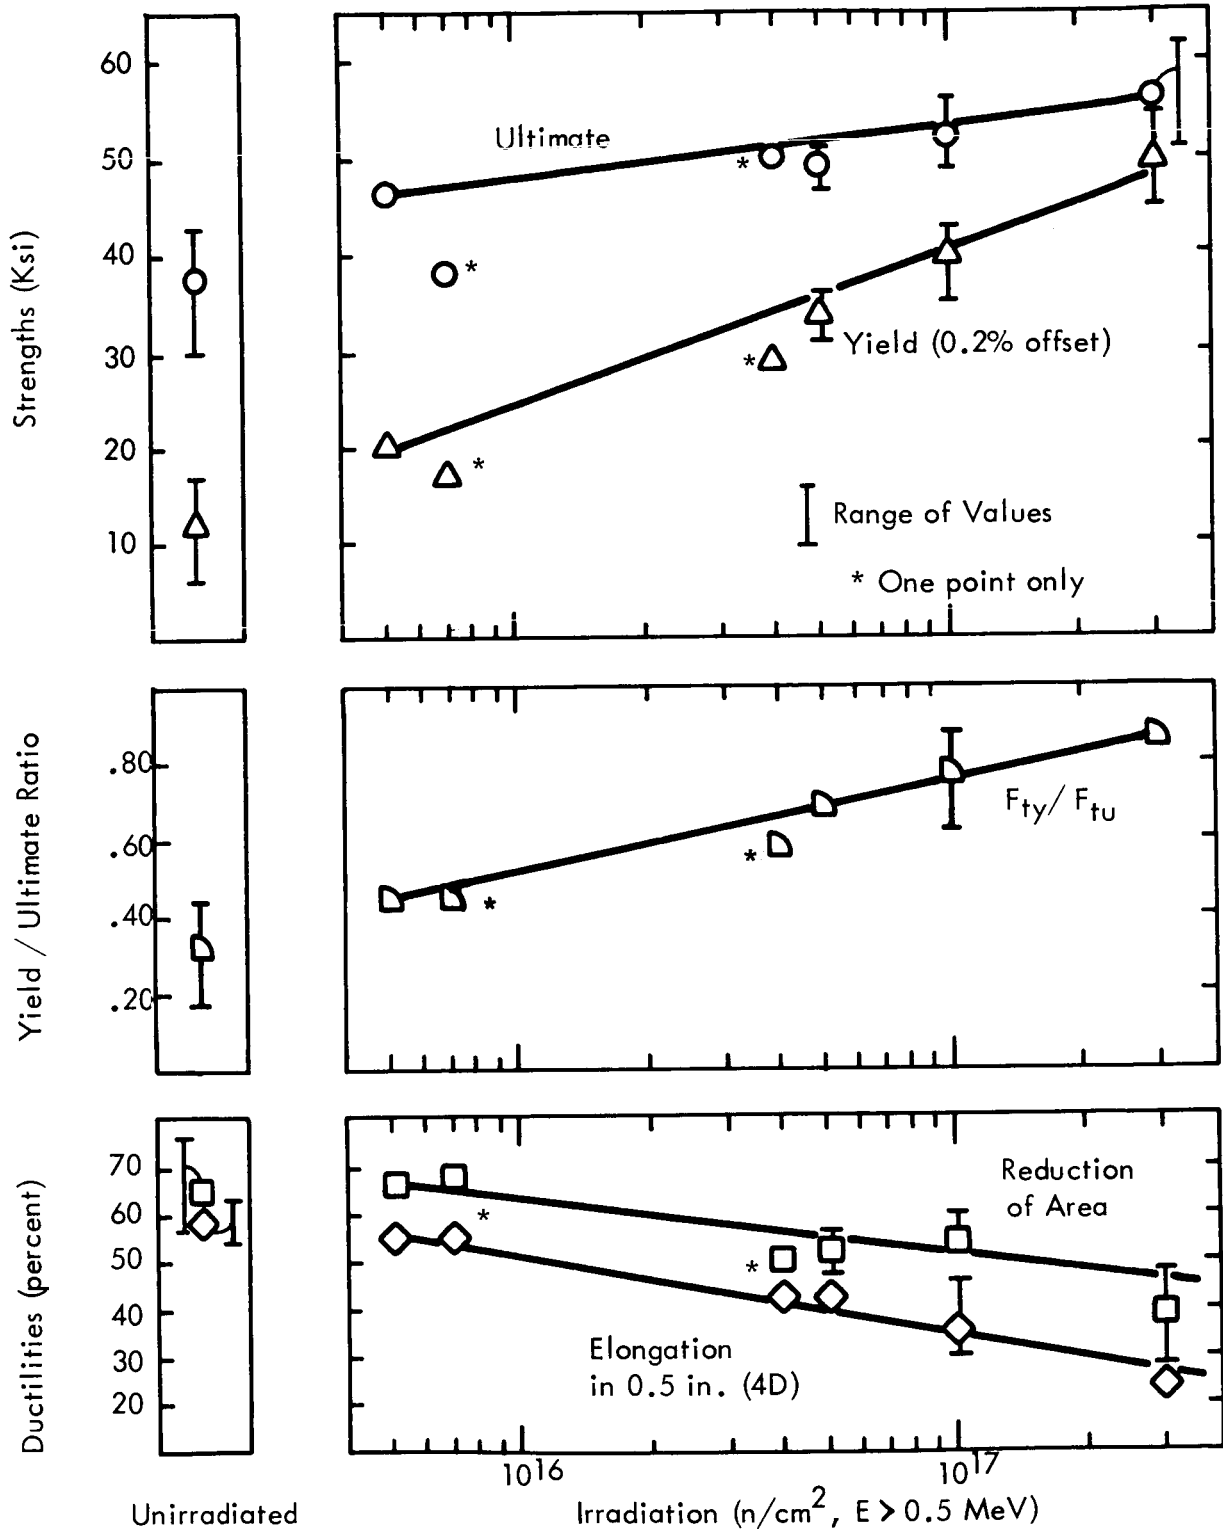 60
50
40
30
20
10
Strengths (Ksi)
Ultimate
*
*
*
*
Yield (0.2% offset)
Range of Values
* One point only
.80
.60
.40
.20
Yield / Ultimate Ratio
*
*
Fty/ Ftu
70
60
50
40
30
20
Ductilities (percent)
Reduction
of Area
*
*
Elongation
in 0.5 in. (4D)
10^16
10^17
Unirradiated
Irradiation (n/cm², E > 0.5 MeV)